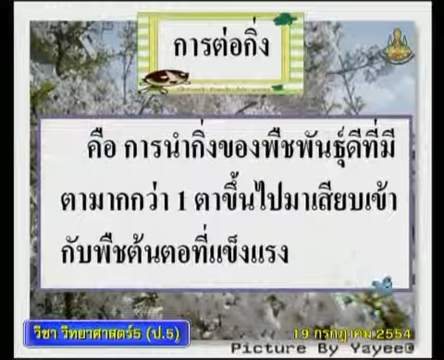 การต่อกิ่ง
คือ การนำกิ่งของพืชพันธุ์ดีที่มี
ตามากกว่า 1 ตาขึ้นไปมาเสียบเข้า
กับพืชต้นตอที่แข็งแรง
วิชา วิทยาศาสตร์5 (ป.5)
19 กรกฎาคม 2554
Picture By Yayee@